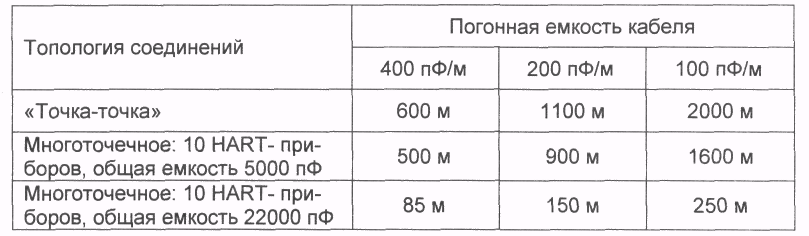 Топология соединений
Погонная емкость кабеля
400 пФ/м 200 пФ/м 100 пФ/м
«Точка-точка» 600 м 1100 м 2000 м
Многоточечное: 10 HART- при-
боров, общая емкость 5000 пФ
500 м 900 м 1600 м
Многоточечное: 10 HART- при-
боров, общая емкость 22000 пФ
85 м 150 м 250 м